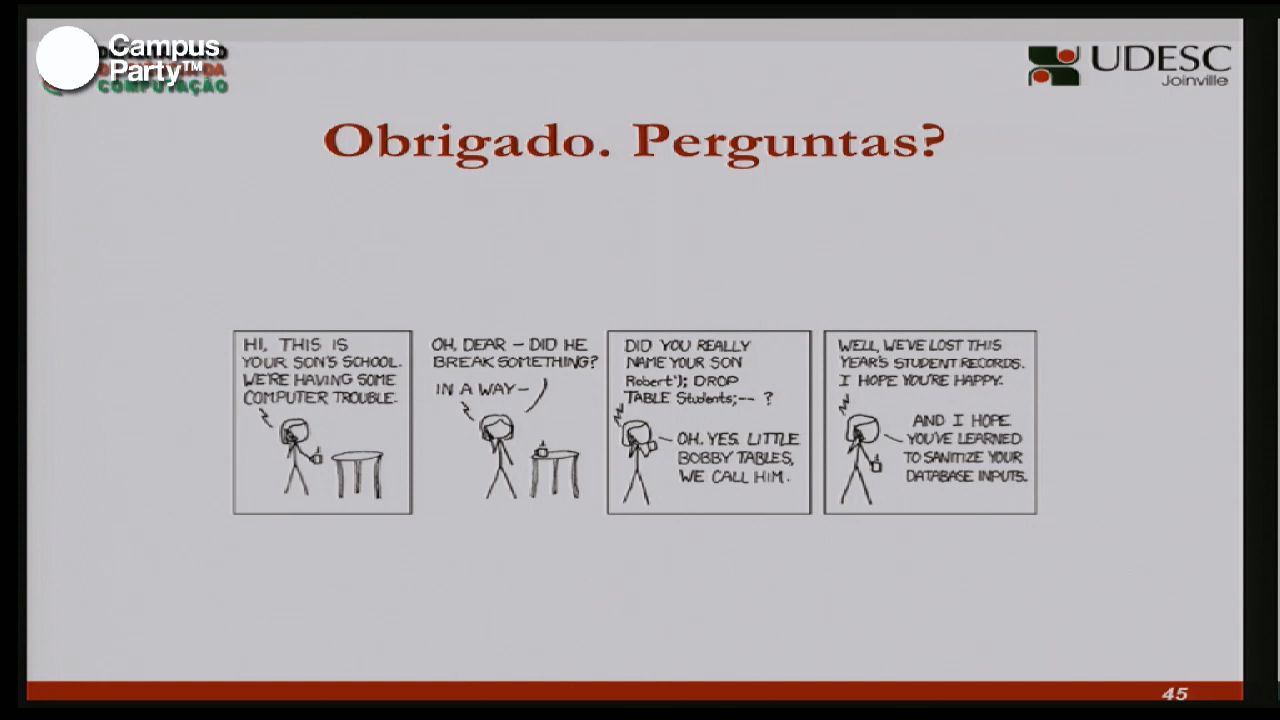 Campus
Party™
COMPUTAÇÃO
UDESC
Joinville
Obrigado. Perguntas?
HI, THIS IS
YOUR SON'S SCHOOL.
WE'RE HAVING SOME
COMPUTER TROUBLE.
OH, DEAR – DID HE
BREAK SOMETHING?
IN A WAY–
DID YOU REALLY
NAME YOUR SON
Robert'); DROP
TABLE Students;-- ?
OH. YES. LITTLE
BOBBY TABLES,
WE CALL HIM.
WELL, WE'VE LOST THIS
YEAR'S STUDENT RECORDS.
I HOPE YOU'RE HAPPY.
AND I HOPE
YOU'VE LEARNED
TO SANITIZE YOUR
DATABASE INPUTS.
45